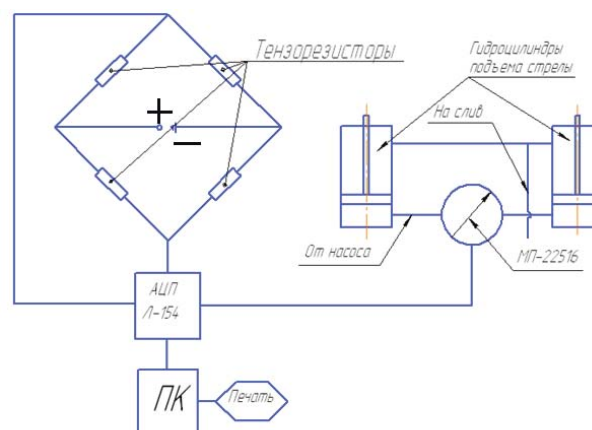 Тензорезисторы
Гидроцилиндры
подъема стрелы
На слив
+
−
От насоса
МП-22516
АЦП
Л-154
ПК
Печать